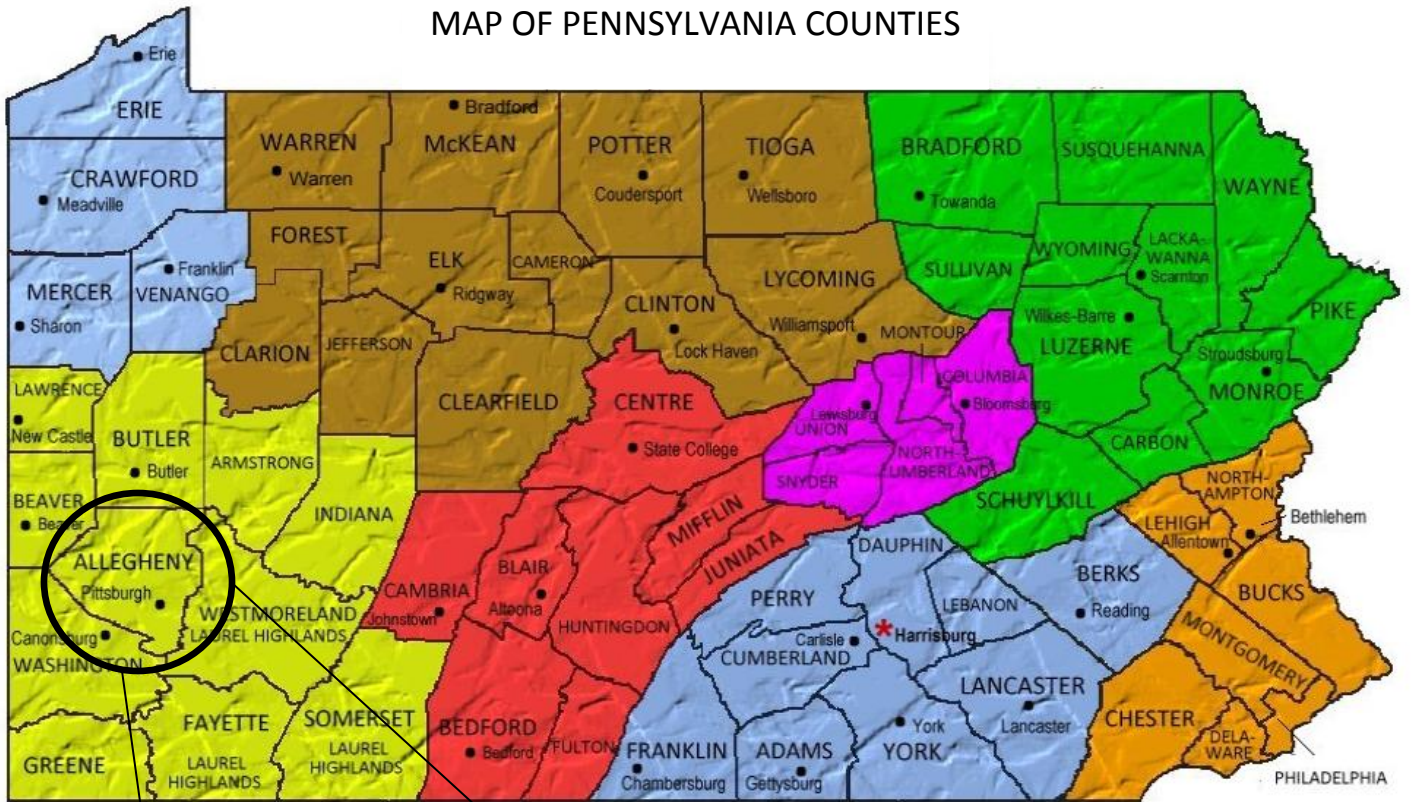 MAP OF PENNSYLVANIA COUNTIES
Erie
ERIE
WARREN
Warren
Bradford
McKEAN
POTTER
Coudersport
TIOGA
Wellsboro
BRADFORD
Towanda
SUSQUEHANNA
WAYNE
CRAWFORD
Meadville
FOREST
ELK
Ridgway
CAMERON
LYCOMING
Williamsport
SULLIVAN
WYOMING
LACKA-
WANNA
Scarnton
PIKE
MERCER
Sharon
Franklin
VENANGO
CLARION
JEFFERSON
CLINTON
Lock Haven
MONTOUR
Wilkes-Barre
LUZERNE
Stroudsburg
MONROE
LAWRENCE
New Castle
BUTLER
Butler
ARMSTRONG
CLEARFIELD
CENTRE
State College
Lewisburg
UNION
COLUMBIA
Bloomsberg
NORTH-
CUMBERLAND
SNYDER
CARBON
SCHUYLKILL
NORTH-
AMPTON
Bethlehem
LEHIGH
Allentown
BEAVER
Beaver
INDIANA
ALLEGHENY
Pittsburgh
Canonsburg
WASHINGTON
WESTMORELAND
LAUREL HIGHLANDS
CAMBRIA
Johnstown
BLAIR
Altoona
HUNTINGDON
MIFFLIN
JUNIATA
PERRY
DAUPHIN
LEBANON
BERKS
Reading
BUCKS
MONTGOMERY
Carlisle
*Harrisburg
CUMBERLAND
LANCASTER
Lancaster
CHESTER
DELA-
WARE
PHILADELPHIA
GREENE
FAYETTE
LAUREL
HIGHLANDS
SOMERSET
LAUREL
HIGHLANDS
BEDFORD
Bedford
FULTON
FRANKLIN
Chambersburg
ADAMS
Gettysburg
York
YORK